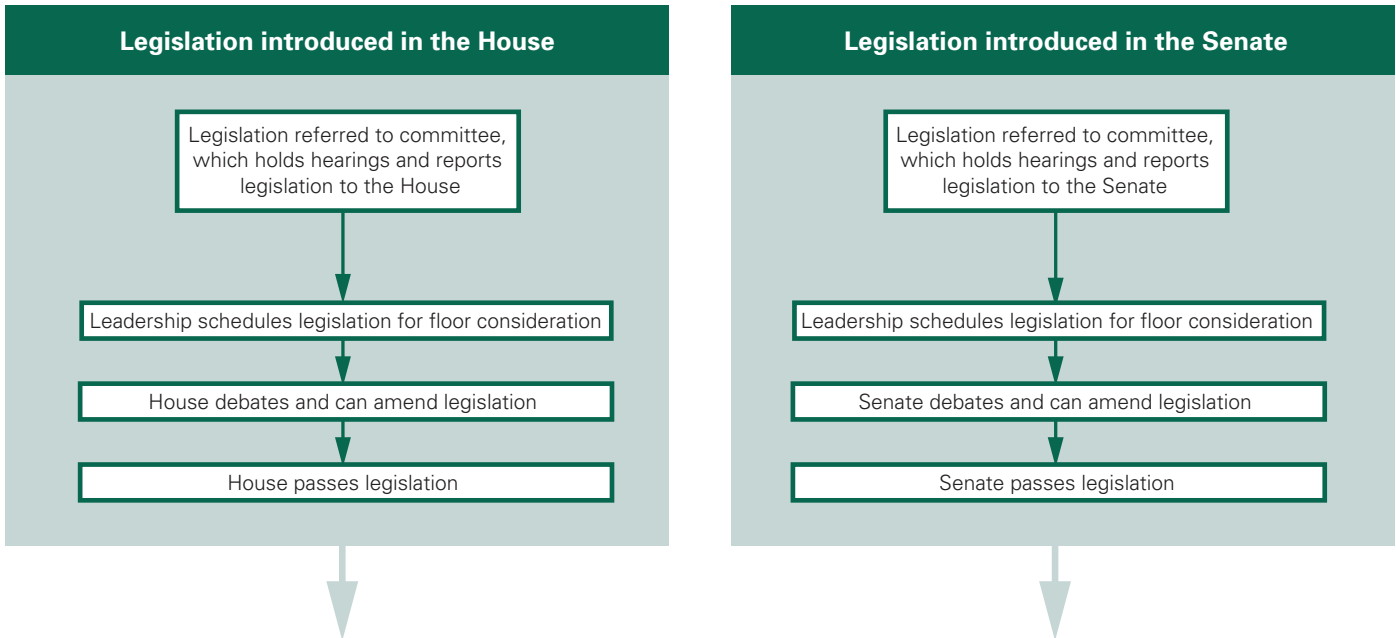 Legislation introduced in the House
Legislation referred to committee,
which holds hearings and reports
legislation to the House
Leadership schedules legislation for floor consideration
House debates and can amend legislation
House passes legislation
Legislation introduced in the Senate
Legislation referred to committee,
which holds hearings and reports
legislation to the Senate
Leadership schedules legislation for floor consideration
Senate debates and can amend legislation
Senate passes legislation